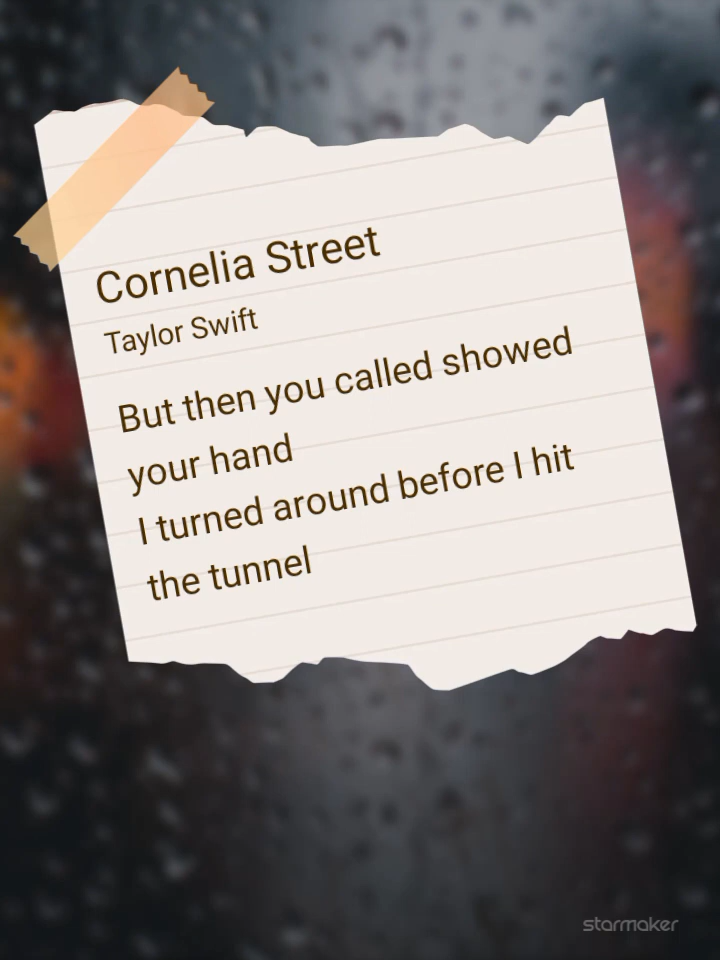 Cornelia Street
Taylor Swift
But then you called showed
your hand
I turned around before I hit
the tunnel
starmaker